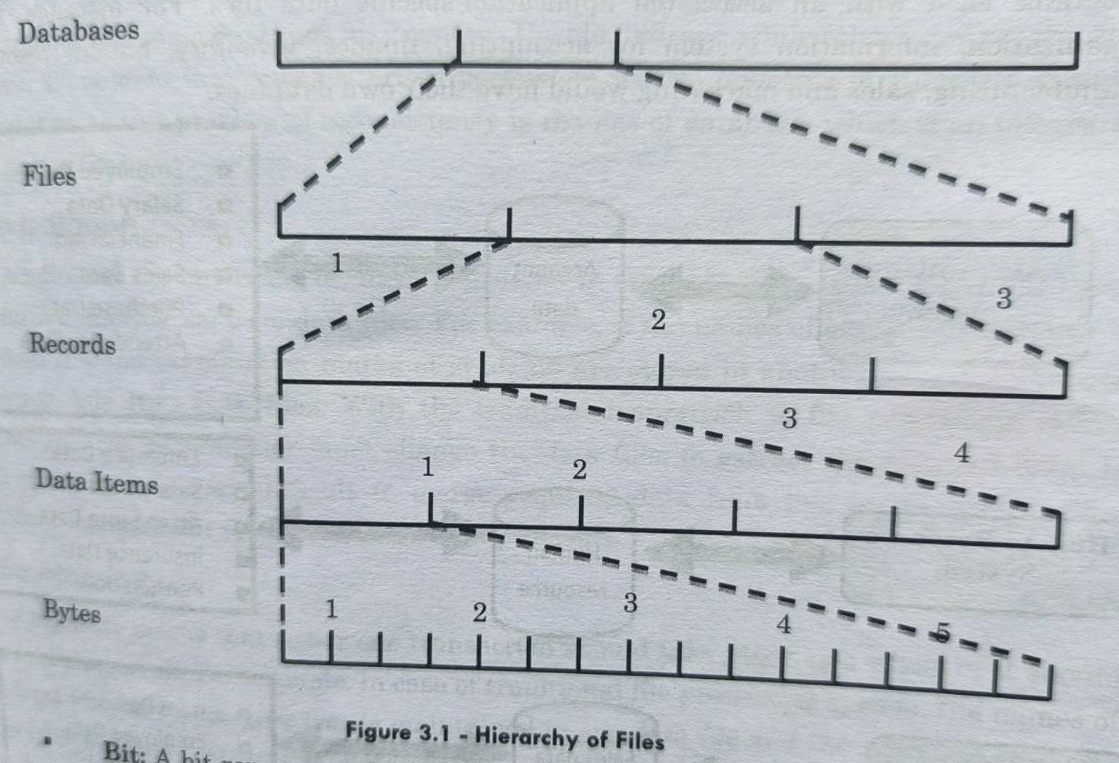 Databases
Files
1
3
2
Records
3
4
1 2
Data Items
1 2 3 4 5
Bytes
Figure 3.1 - Hierarchy of Files
Bit: A bit